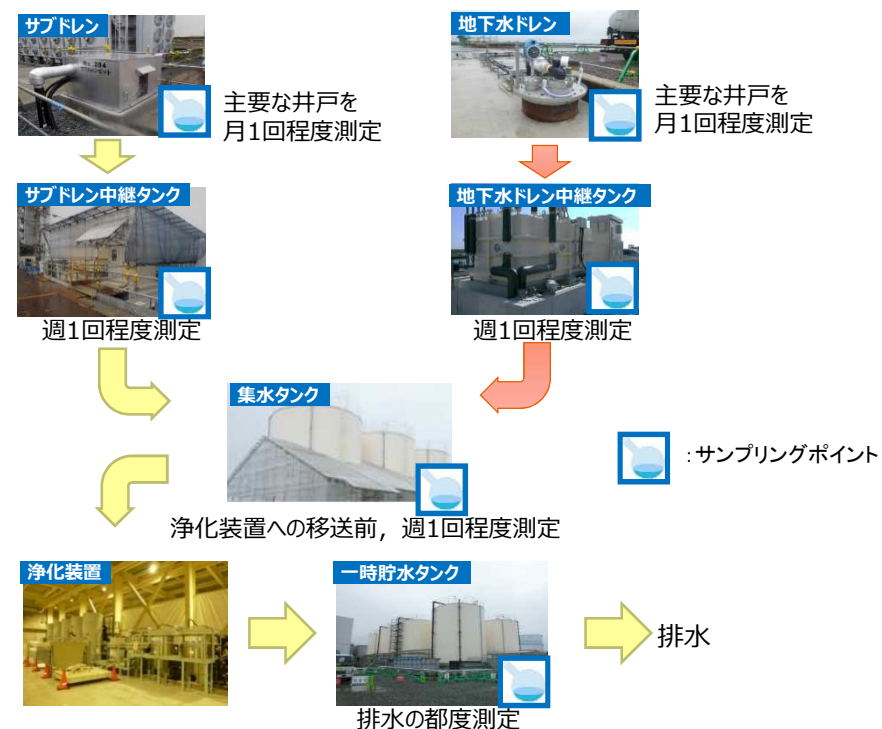 サブドレン
地下水ドレン
主要な井戸を
月1回程度測定
主要な井戸を
月1回程度測定
サブドレン中継タンク
地下水ドレン中継タンク
週1回程度測定
週1回程度測定
集水タンク
:サンプリングポイント
浄化装置への移送前，週1回程度測定
浄化装置
一時貯水タンク
排水
排水の都度測定